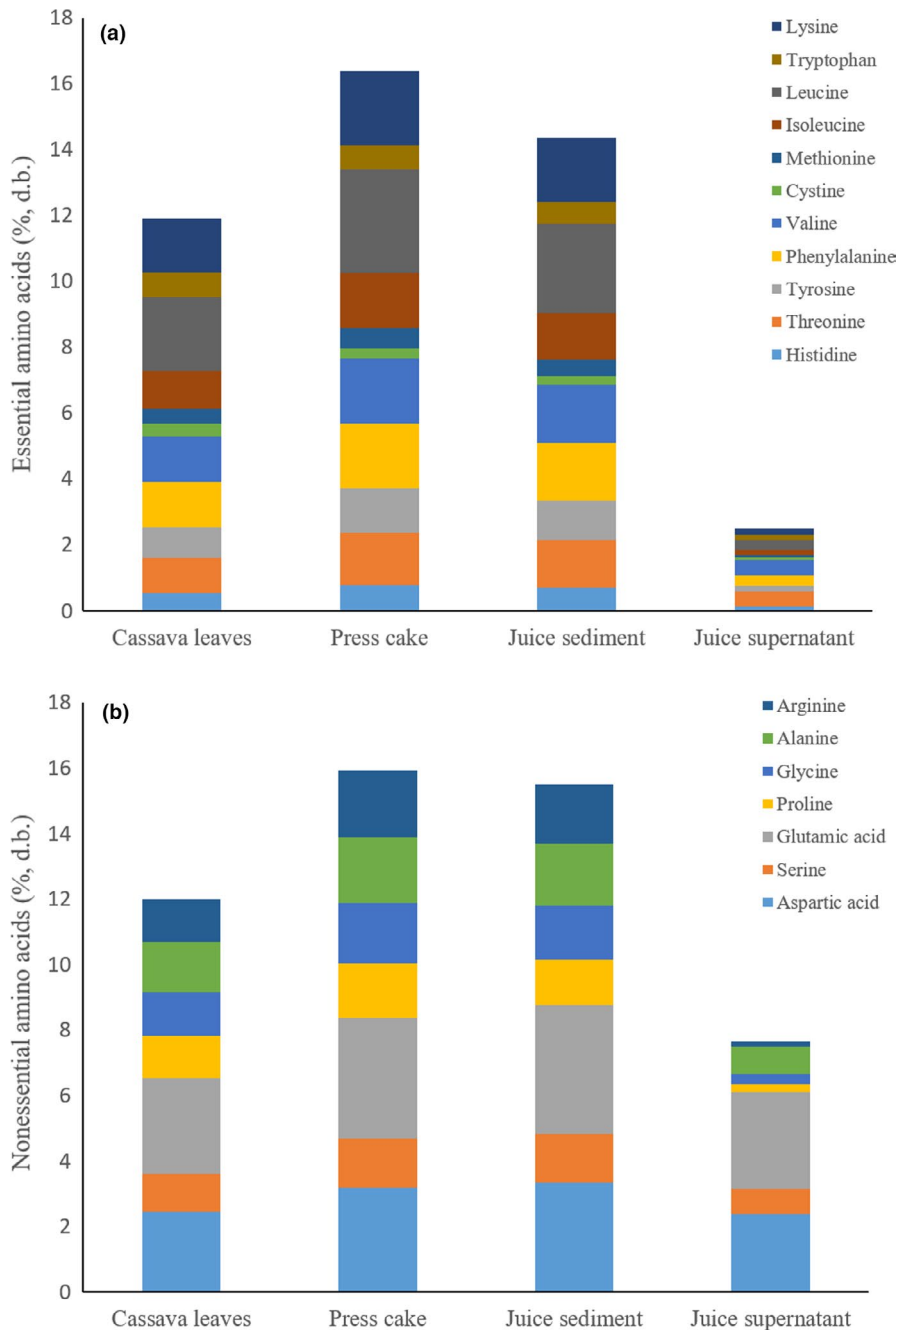 (a)
Essential amino acids (%, d.b.)
18
16
14
12
10
8
6
4
2
0
Lysine
Tryptophan
Leucine
Isoleucine
Methionine
Cystine
Valine
Phenylalanine
Tyrosine
Threonine
Histidine
Cassava leaves Press cake Juice sediment Juice supernatant
(b)
Nonessential amino acids (%, d.b.)
18
16
14
12
10
8
6
4
2
0
Arginine
Alanine
Glycine
Proline
Glutamic acid
Serine
Aspartic acid
Cassava leaves Press cake Juice sediment Juice supernatant